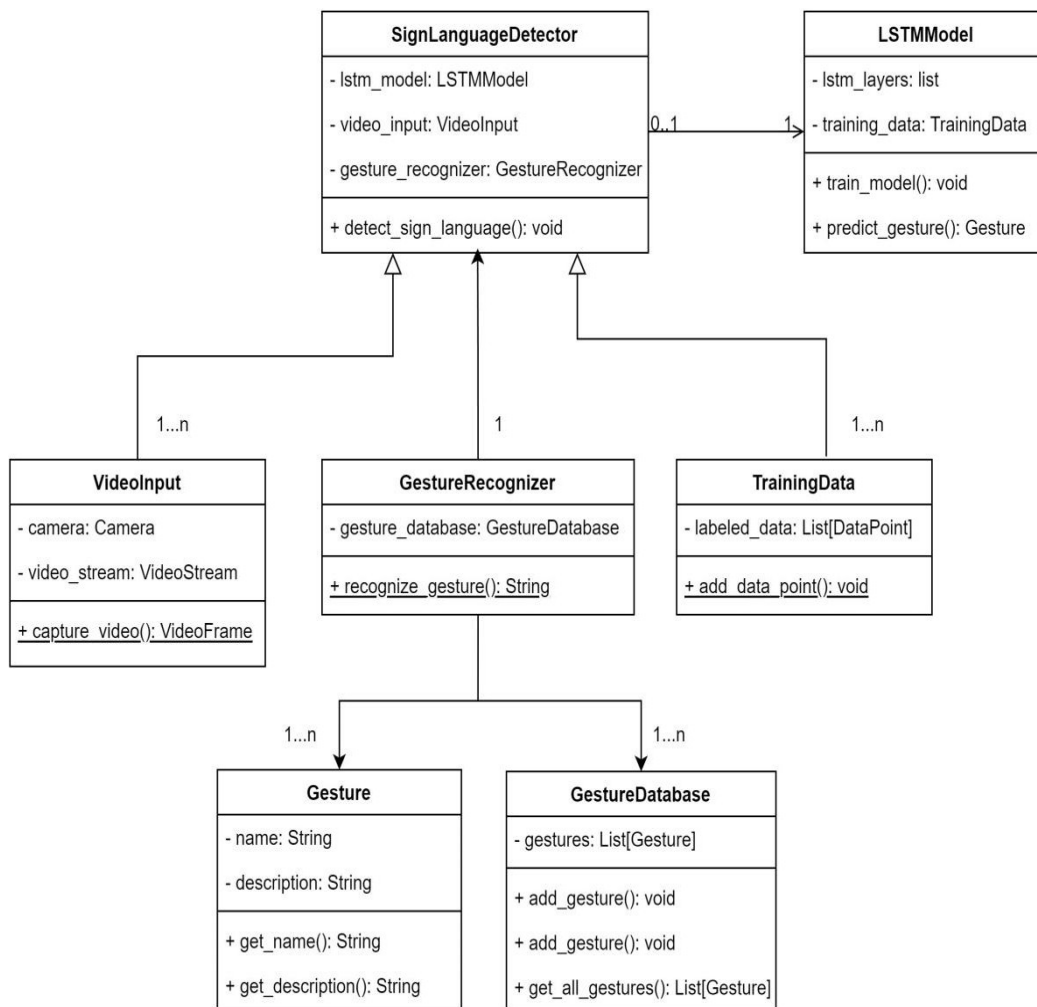 SignLanguageDetector
- lstm_model: LSTMModel
- video_input: VideoInput
- gesture_recognizer: GestureRecognizer
+ detect_sign_language(): void
0..1
1
LSTMModel
- lstm_layers: list
- training_data: TrainingData
+ train_model(): void
+ predict_gesture(): Gesture
1...n
1
1...n
VideoInput
- camera: Camera
- video_stream: VideoStream
+ capture_video(): VideoFrame
GestureRecognizer
- gesture_database: GestureDatabase
+ recognize_gesture(): String
TrainingData
- labeled_data: List[DataPoint]
+ add_data_point(): void
1...n
1...n
Gesture
- name: String
- description: String
+ get_name(): String
+ get_description(): String
GestureDatabase
- gestures: List[Gesture]
+ add_gesture(): void
+ add_gesture(): void
+ get_all_gestures(): List[Gesture]